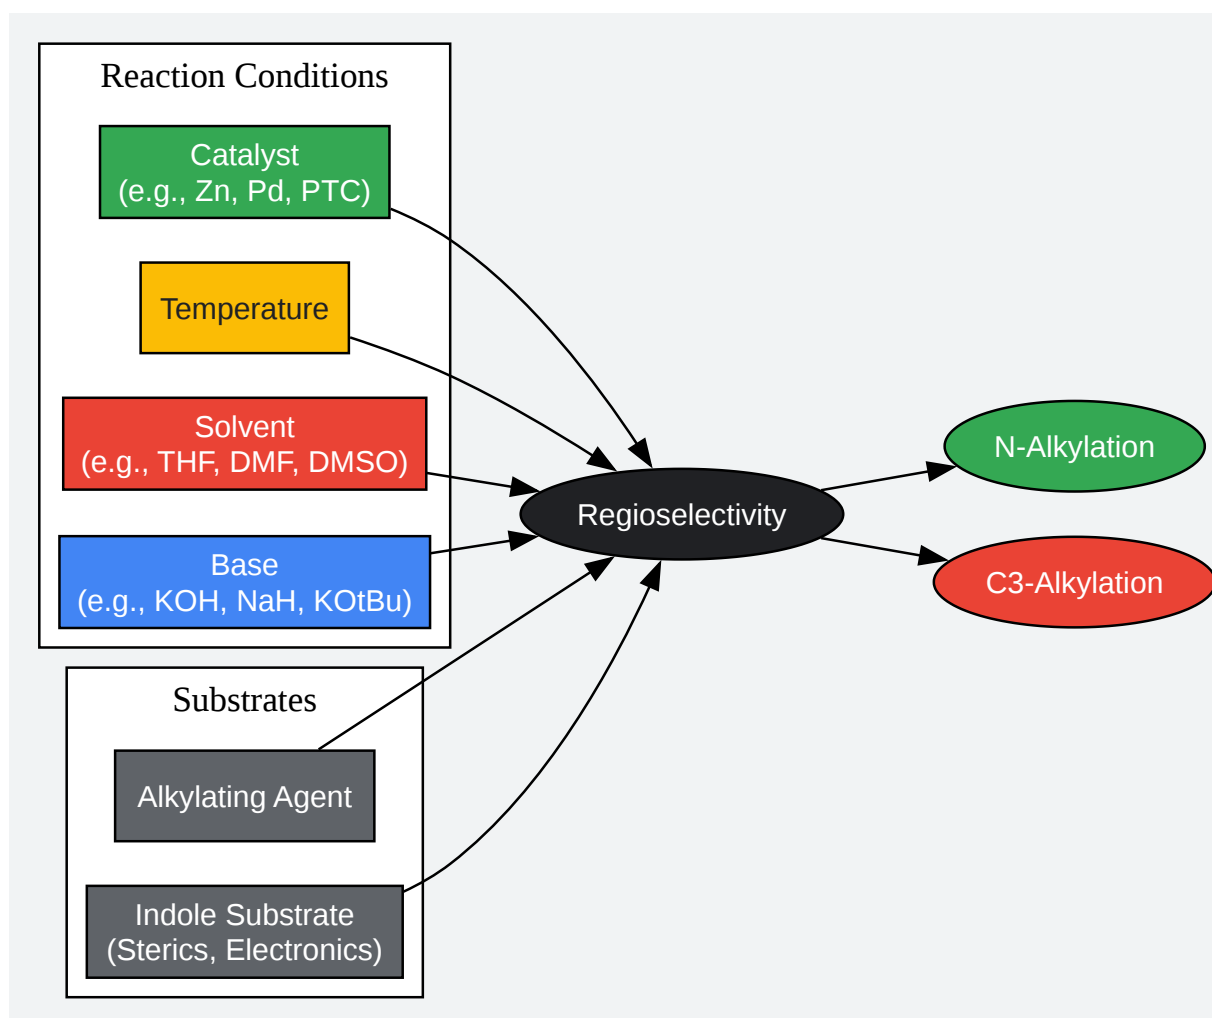 Reaction Conditions
Catalyst
(e.g., Zn, Pd, PTC)
Temperature
Solvent
(e.g., THF, DMF, DMSO)
Base
(e.g., KOH, NaH, KOtBu)
Substrates
Alkylating Agent
Indole Substrate
(Sterics, Electronics)
Regioselectivity
N-Alkylation
C3-Alkylation